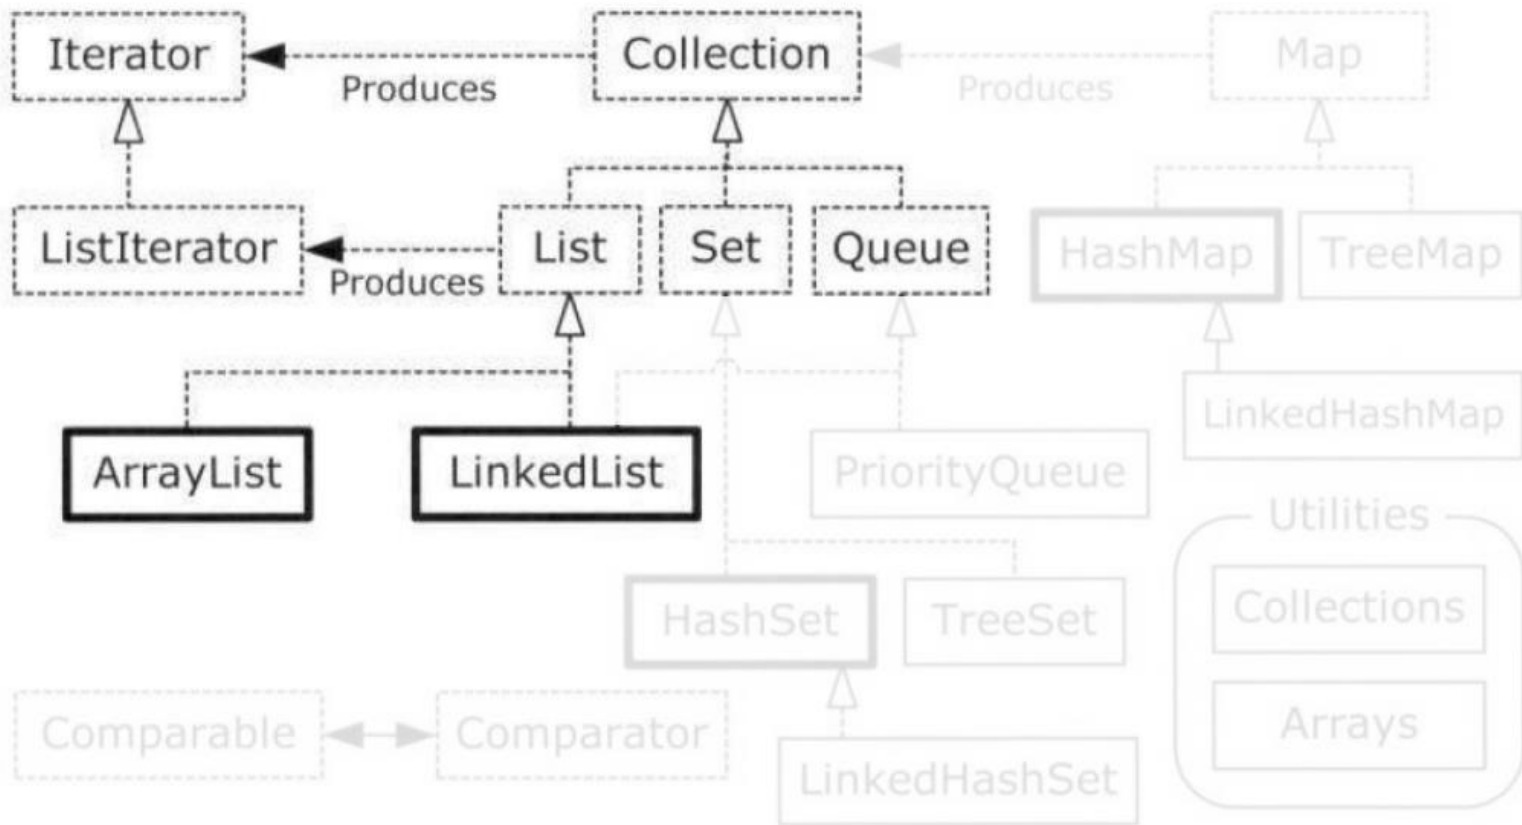 Iterator
Collection
Map
Produces
Produces
ListIterator
List
Set
Queue
HashMap
TreeMap
Produces
LinkedHashMap
ArrayList
LinkedList
PriorityQueue
Utilities
HashSet
TreeSet
Collections
Comparable
Comparator
Arrays
LinkedHashSet